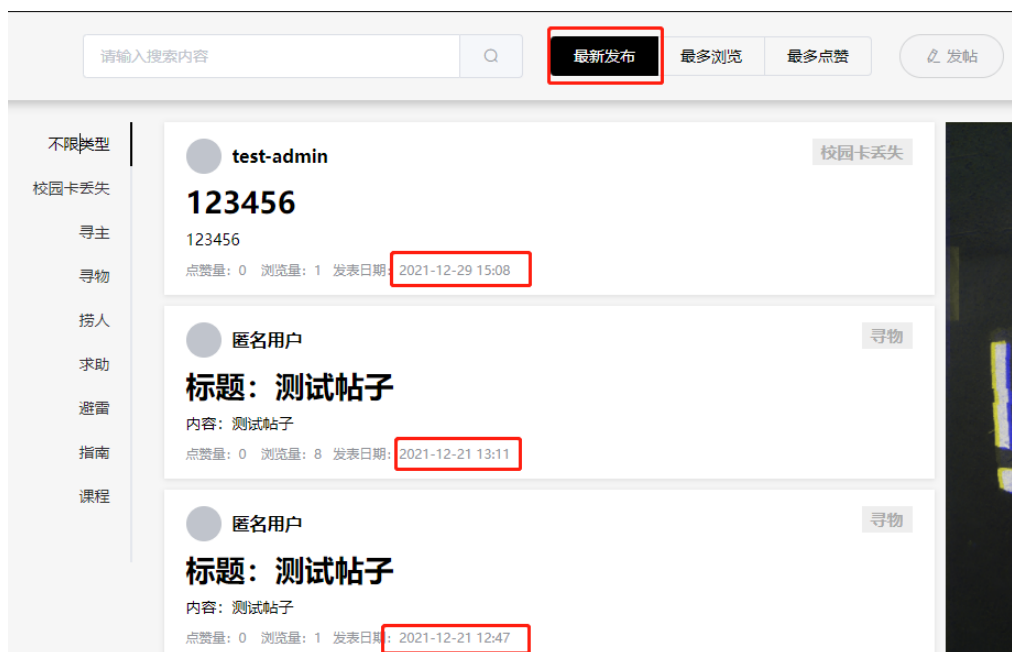 请输入搜索内容
最新发布 最多浏览 最多点赞 发帖
不限类型
校园卡丢失
寻主
寻物
捞人
求助
避雷
指南
课程
test-admin 校园卡丢失
123456
123456
点赞量：0 浏览量：1 发表日期：2021-12-29 15:08
匿名用户 寻物
标题：测试帖子
内容：测试帖子
点赞量：0 浏览量：8 发表日期：2021-12-21 13:11
匿名用户 寻物
标题：测试帖子
内容：测试帖子
点赞量：0 浏览量：1 发表日期：2021-12-21 12:47